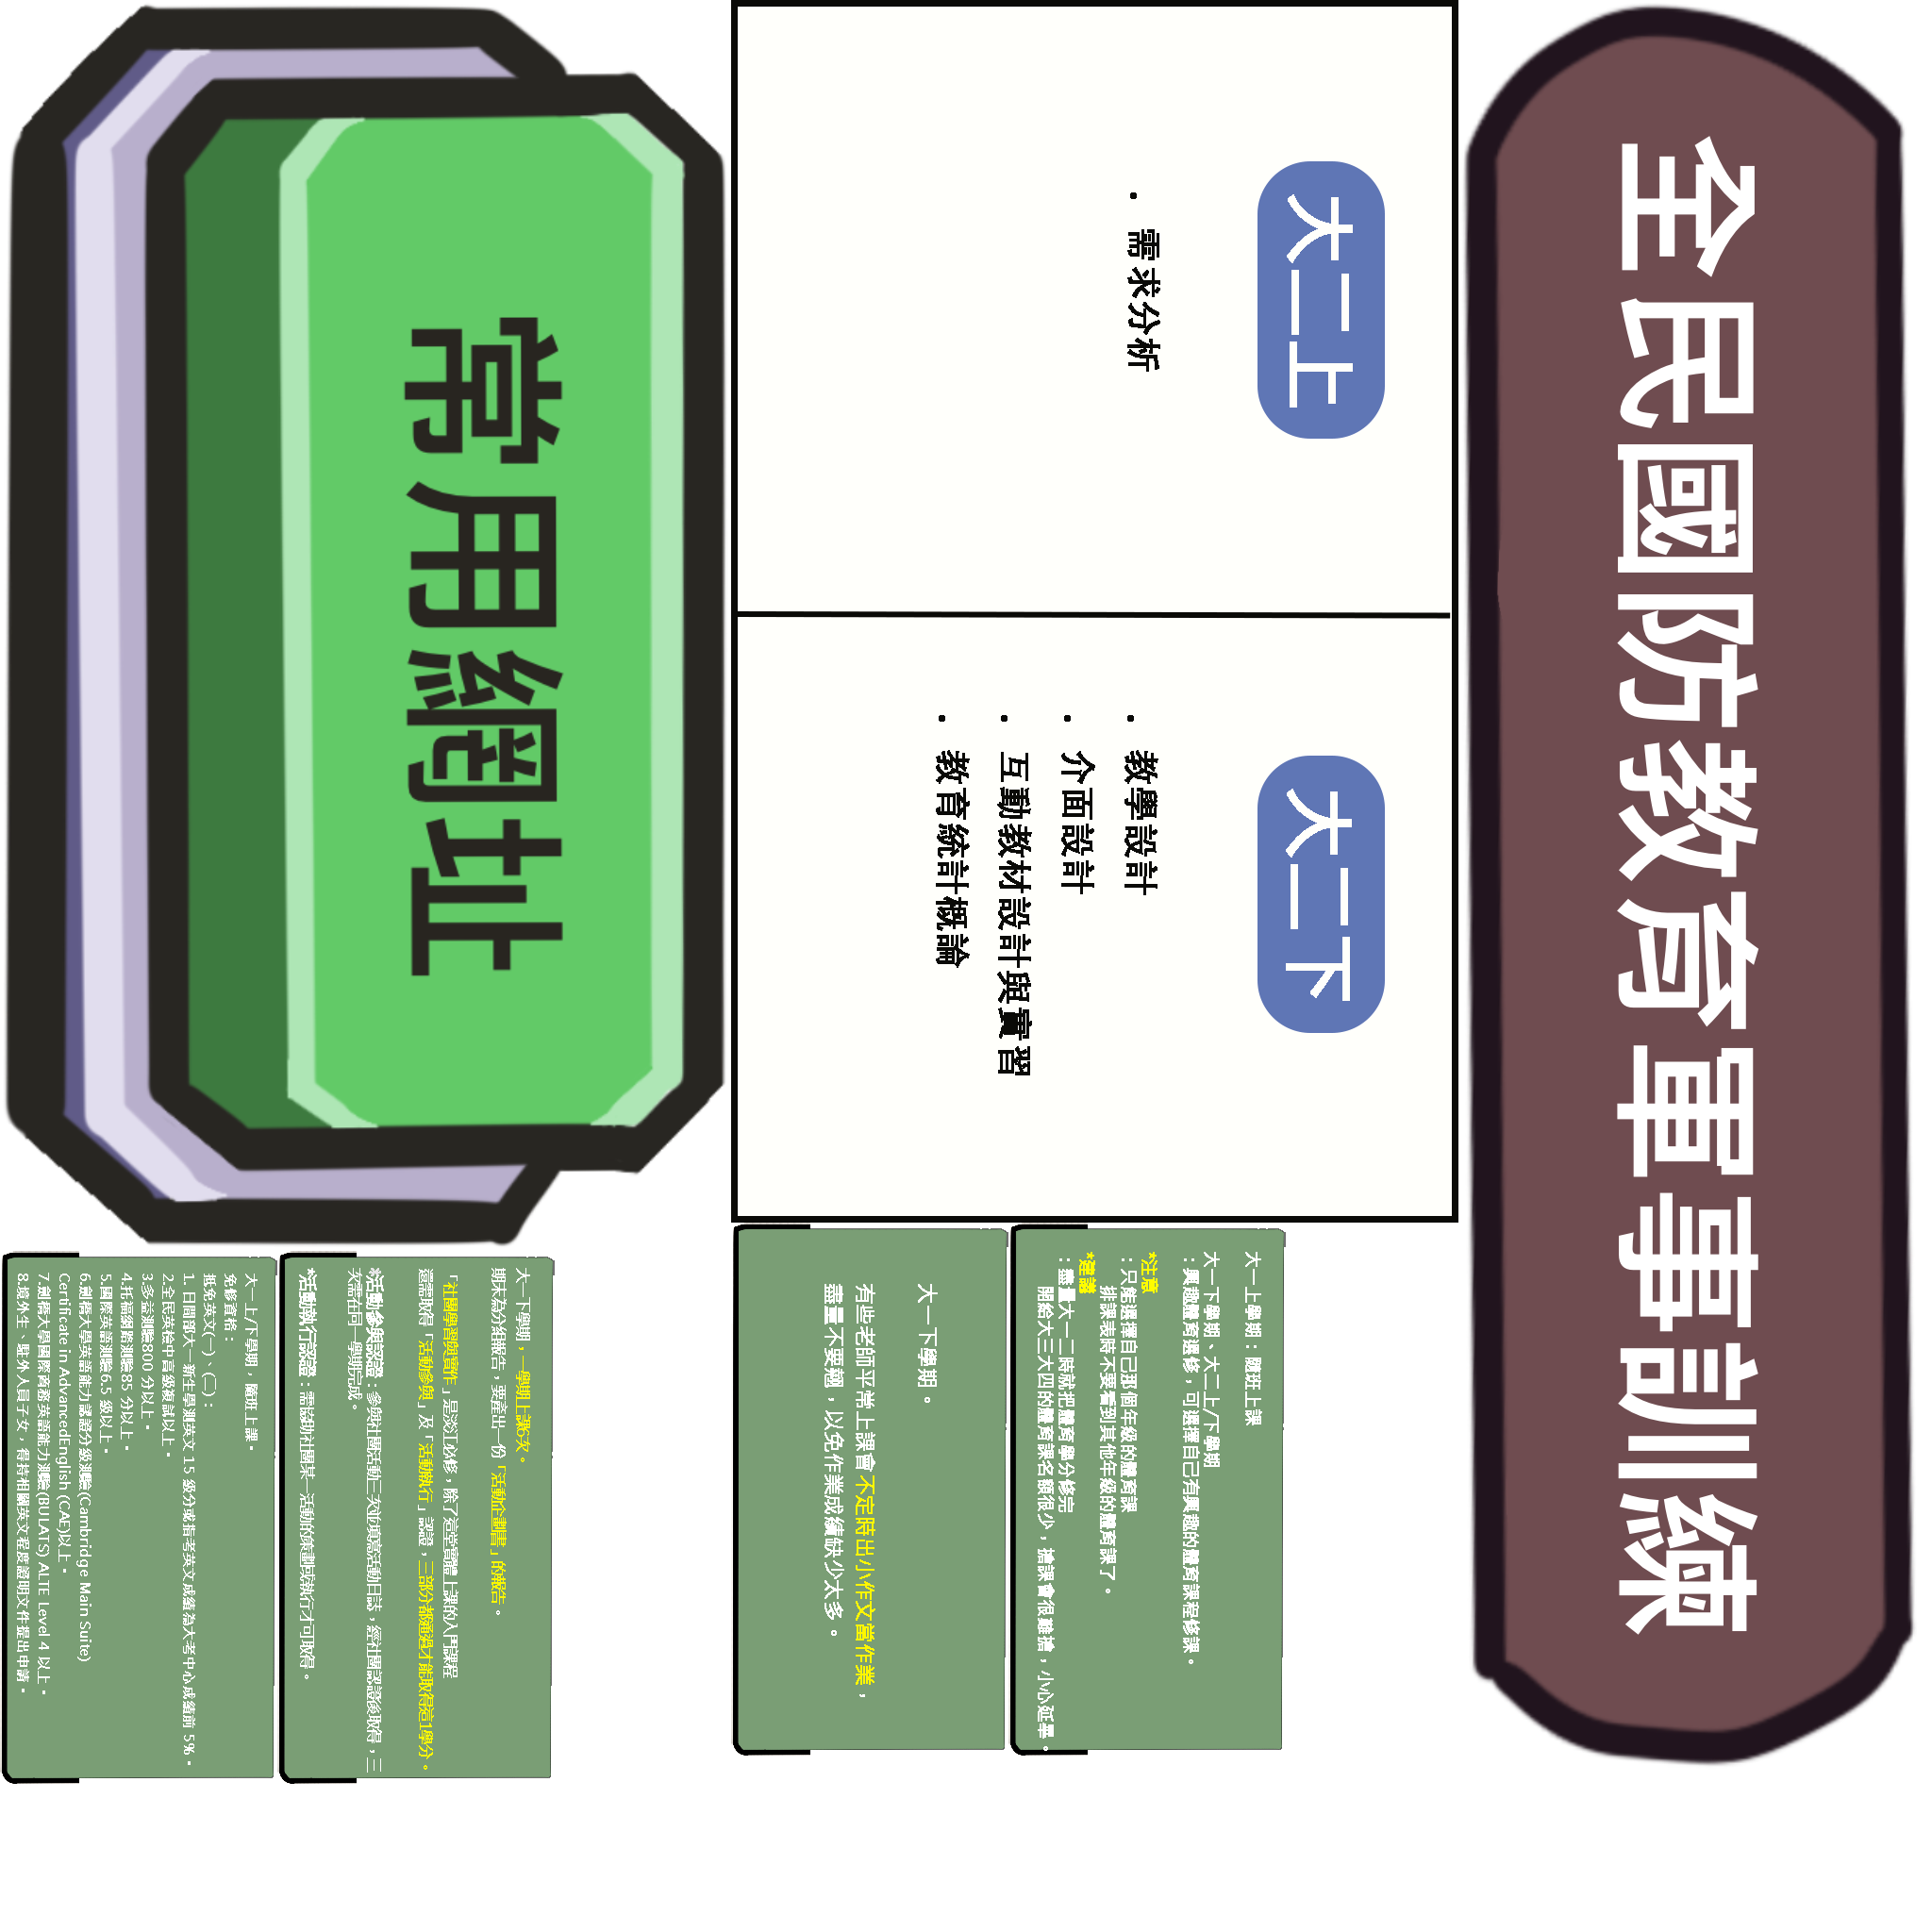 全民國防教育軍事訓練
大二上
· 需求分析
大二下
· 教學設計
· 介面設計
· 互動教材設計與實習
· 教育統計概論
常用網址
大一上學期：隨班上課
大一下學期、大二上/下學期
：興趣體育選修，可選擇自己有興趣的體育課程修課。
*注意
：只能選擇自己那個年級的體育課
排課表時不要看到其他年級的體育課了。
*建議
：盡量大一二時就把體育學分修完
開給大三大四的體育課名額很少，搶課會很難搶，小心延畢。
大一下學期。
有些老師平常上課會不定時出小作文當作業，
盡量不要翹，以免作業成績缺少太多。
大一下學期，一學期上課6次。
期末為分組報告，要產出一份「活動企劃書」的報告。
「社團學習與實作」是淡江必修，除了這堂實體上課的入門課程
還需取得「活動參與」及「活動執行」認證，三部分都通過才能取得這1學分。
*活動參與認證：參與社團活動三次並填寫活動日誌，經社團認證後取得，三
次需在同一學期完成。
*活動執行認證：需協助社團某一活動的策劃或執行才可取得。
大一上/下學期，隨班上課。
免修資格：
抵免英文(一)、(二)：
1. 日間部大一新生學測英文 15 級分或指考英文成績為大考中心成績前 5%。
2.全民英檢中高級複試以上。
3.多益測驗800 分以上。
4.托福網路測驗85 分以上。
5.國際英語測驗6.5 級以上。
6.劍橋大學英語能力認證分級測驗(Cambridge Main Suite)
Certificate in AdvancedEnglish (CAE)以上。
7.劍橋大學國際商務英語能力測驗(BULATS) ALTE Level 4 以上。
8.境外生、駐外人員子女，得持相關英文程度證明文件提出申請。